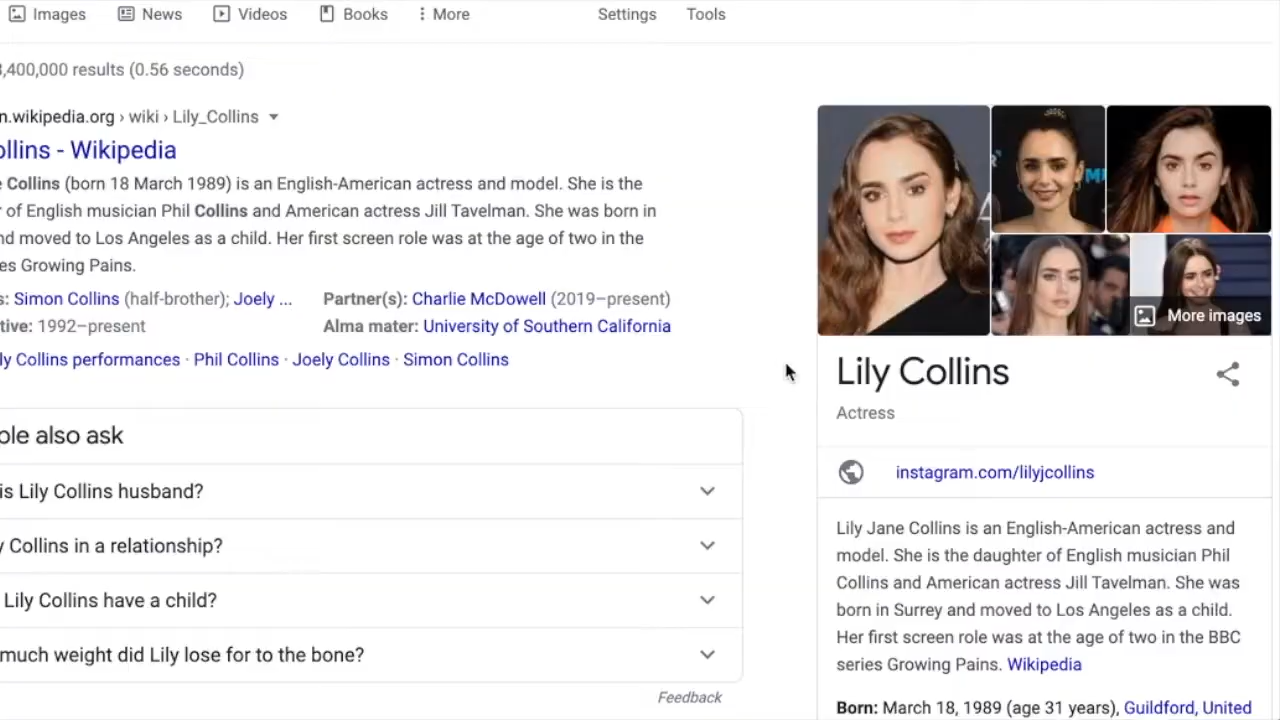 Images News Videos Books More Settings Tools
,400,000 results (0.56 seconds)
n.wikipedia.org › wiki › Lily_Collins
ollins - Wikipedia
e Collins (born 18 March 1989) is an English-American actress and model. She is the
r of English musician Phil Collins and American actress Jill Tavelman. She was born in
nd moved to Los Angeles as a child. Her first screen role was at the age of two in the
es Growing Pains.
s: Simon Collins (half-brother); Joely ... Partner(s): Charlie McDowell (2019–present)
tive: 1992–present Alma mater: University of Southern California
ly Collins performances · Phil Collins · Joely Collins · Simon Collins
ple also ask
is Lily Collins husband?
y Collins in a relationship?
Lily Collins have a child?
much weight did Lily lose for to the bone?
Feedback
More images
Lily Collins
Actress
instagram.com/lilyjcollins
Lily Jane Collins is an English-American actress and
model. She is the daughter of English musician Phil
Collins and American actress Jill Tavelman. She was
born in Surrey and moved to Los Angeles as a child.
Her first screen role was at the age of two in the BBC
series Growing Pains. Wikipedia
Born: March 18, 1989 (age 31 years), Guildford, United